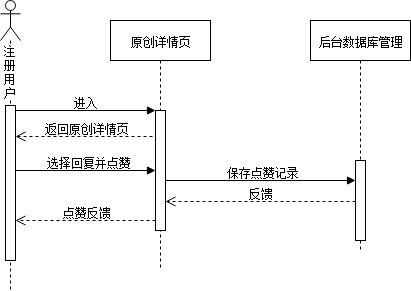 原创详情页
后台数据库管理
注册用户
进入
返回原创详情页
选择回复并点赞
保存点赞记录
反馈
点赞反馈